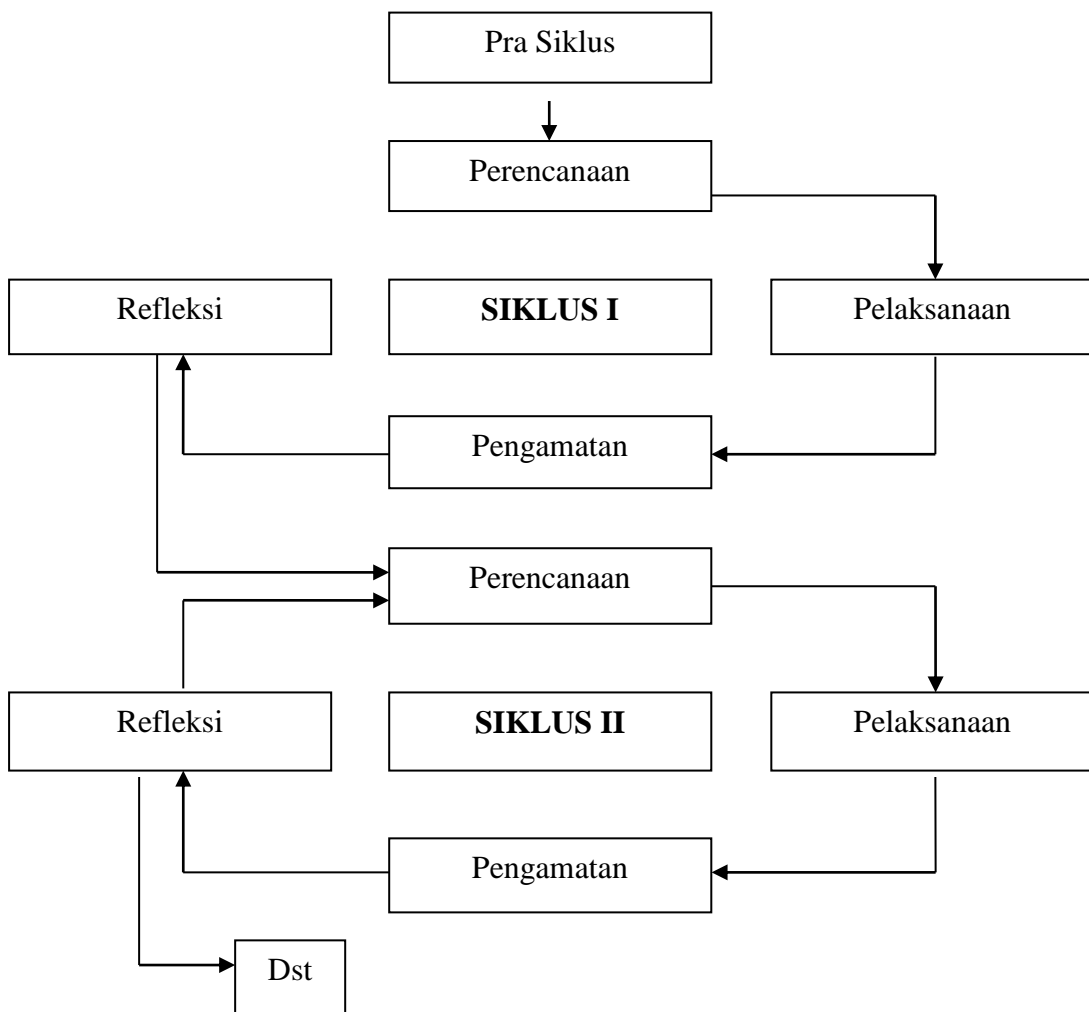 Pra Siklus
Perencanaan
Refleksi
SIKLUS I
Pelaksanaan
Pengamatan
Perencanaan
Refleksi
SIKLUS II
Pelaksanaan
Pengamatan
Dst